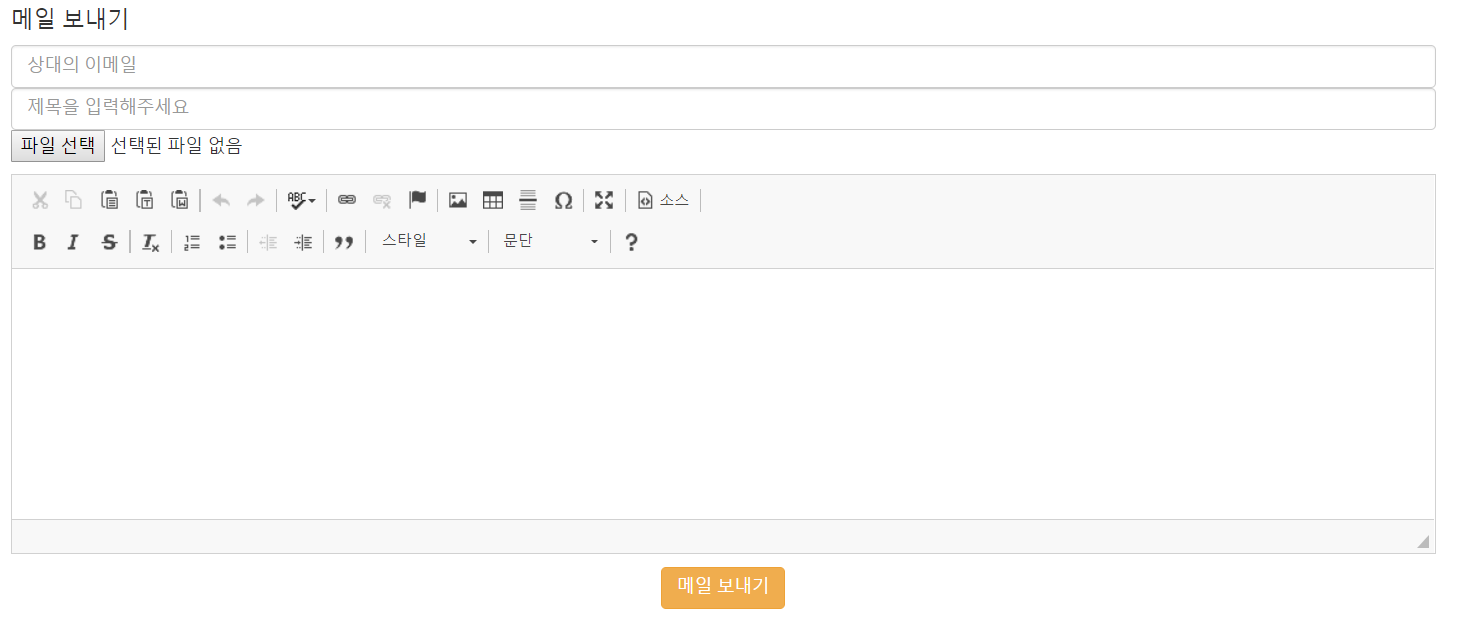 메일 보내기
상대의 이메일
제목을 입력해주세요
파일 선택 선택된 파일 없음
ABC 소스
B I S Tx 스타일 문단 ?
메일 보내기